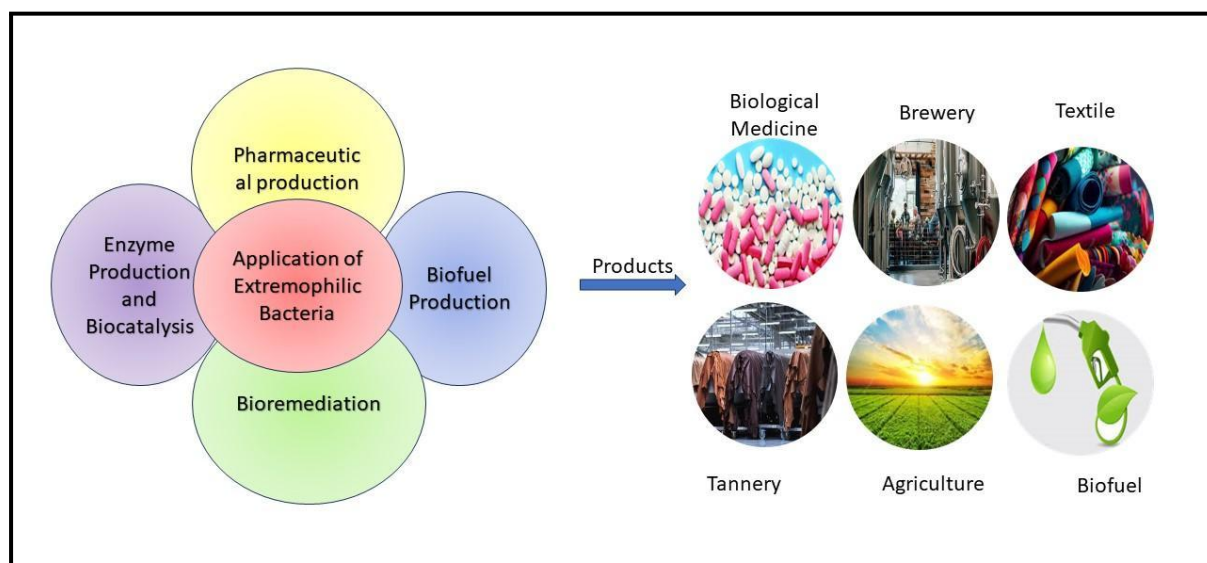 Pharmaceutic
al production
Enzyme
Production
and
Biocatalysis
Application of
Extremophilic
Bacteria
Biofuel
Production
Bioremediation
Products
Biological
Medicine
Brewery
Textile
Tannery
Agriculture
Biofuel